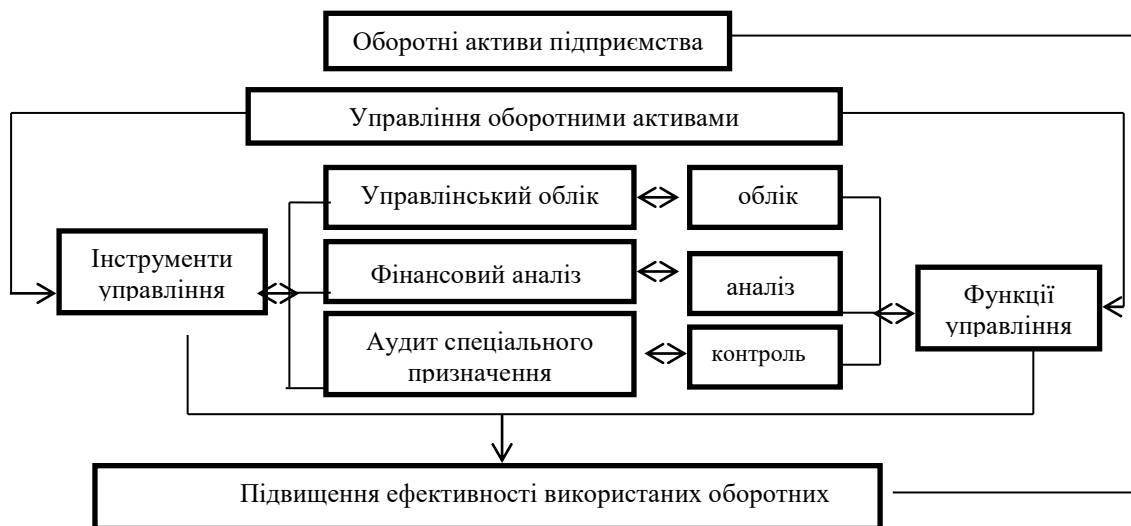 Оборотні активи підприємства
Управління оборотними активами
Управлінський облік
облік
Інструменти
управління
Фінансовий аналіз
аналіз
Функції
управління
Аудит спеціального
призначення
контроль
Підвищення ефективності використаних оборотних